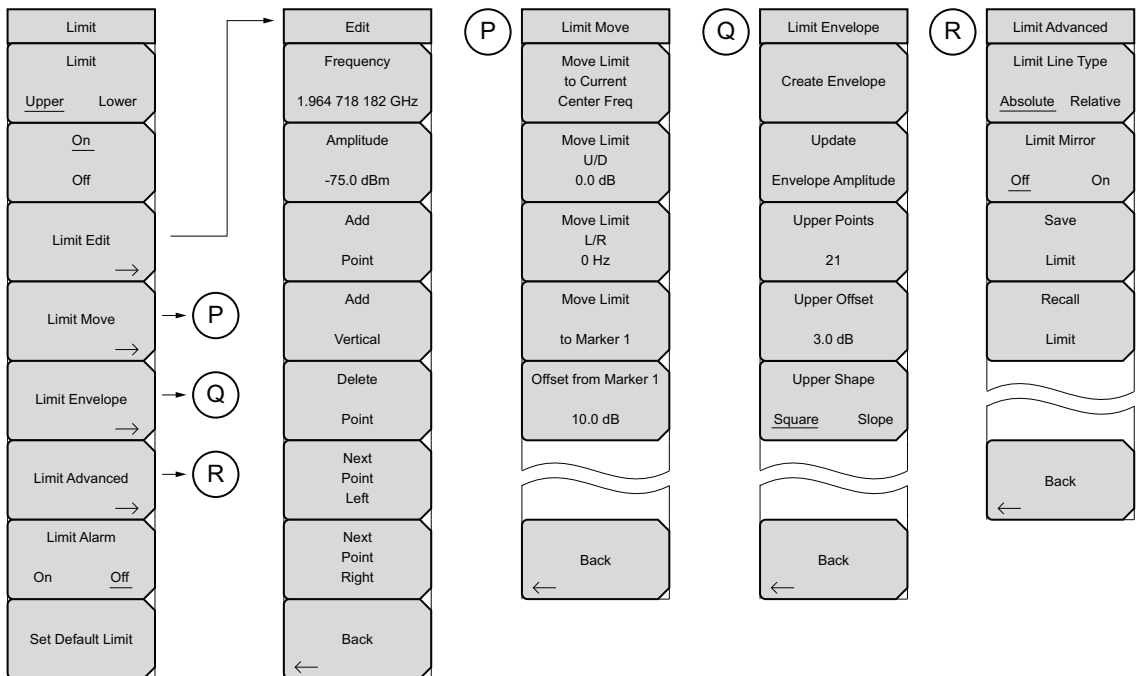 Limit
Limit
Upper Lower
On
Off
Limit Edit
Limit Move
Limit Envelope
Limit Advanced
Limit Alarm
On Off
Set Default Limit
Edit
Frequency
1.964 718 182 GHz
Amplitude
-75.0 dBm
Add
Point
Add
Vertical
Delete
Point
Next
Point
Left
Next
Point
Right
Back
P
Q
R
P
Limit Move
Move Limit
to Current
Center Freq
Move Limit
U/D
0.0 dB
Move Limit
L/R
0 Hz
Move Limit
to Marker 1
Offset from Marker 1
10.0 dB
Back
Q
Limit Envelope
Create Envelope
Update
Envelope Amplitude
Upper Points
21
Upper Offset
3.0 dB
Upper Shape
Square Slope
Back
R
Limit Advanced
Limit Line Type
Absolute Relative
Limit Mirror
Off On
Save
Limit
Recall
Limit
Back